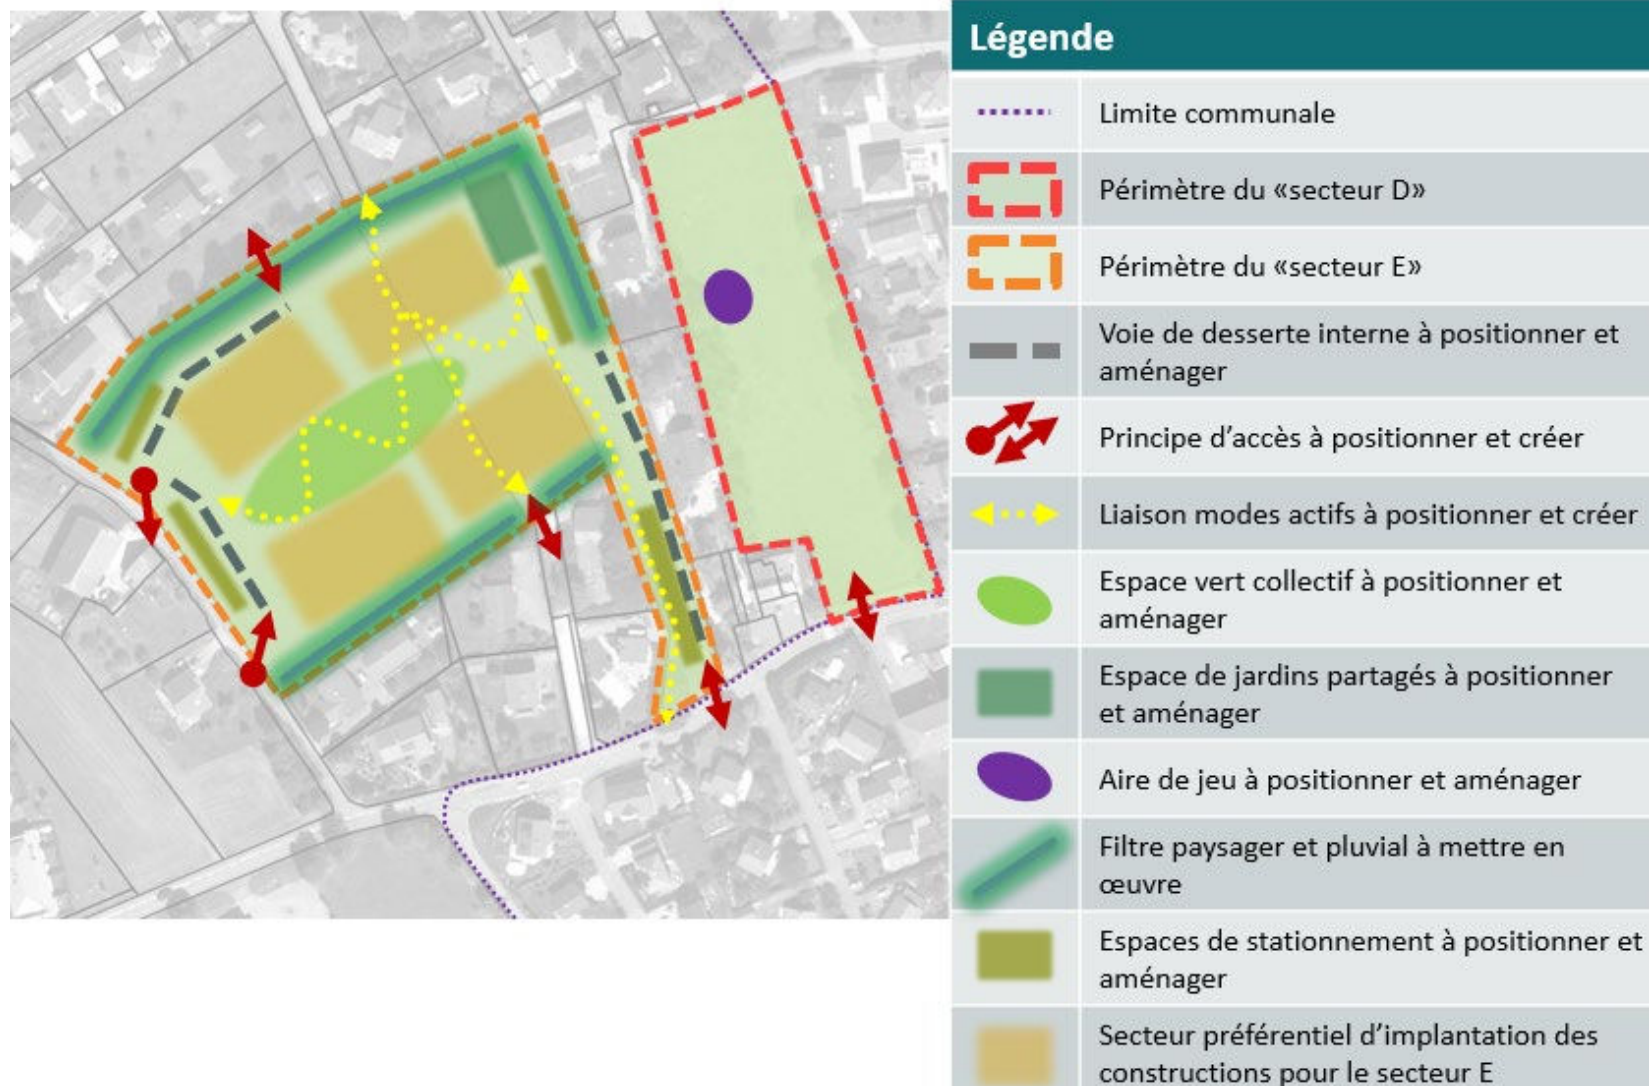 Légende
Limite communale
Périmètre du «secteur D»
Périmètre du «secteur E»
Voie de desserte interne à positionner et
aménager
Principe d'accès à positionner et créer
Liaison modes actifs à positionner et créer
Espace vert collectif à positionner et
aménager
Espace de jardins partagés à positionner
et aménager
Aire de jeu à positionner et aménager
Filtre paysager et pluvial à mettre en
œuvre
Espaces de stationnement à positionner et
aménager
Secteur préférentiel d'implantation des
constructions pour le secteur E